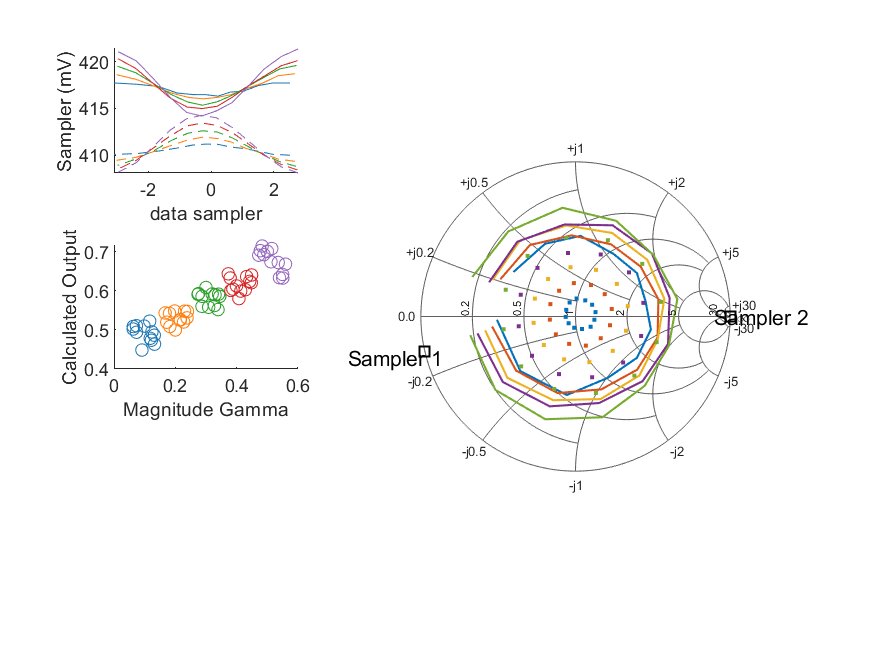 Sampler (mV)
420
415
410
-2
0
2
data sampler
Calculated Output
0.7
0.6
0.5
0.4
0
0.2
0.4
0.6
Magnitude Gamma
+j1
+j0.5
+j2
+j0.2
+j5
0.0
0.2
0.5
1
2
5
30
+j30
-j30
Sampler 2
Sampler 1
-j0.2
-j5
-j0.5
-j2
-j1